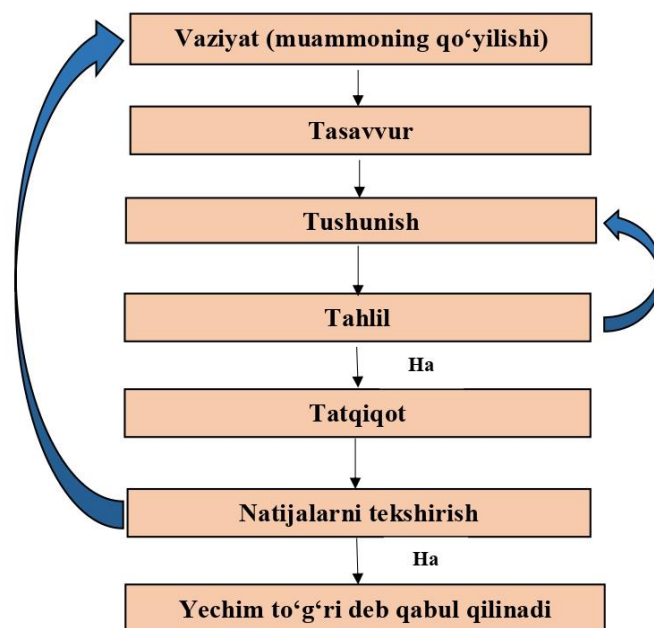 Vaziyat (muammoning qo‘yilishi)
Tasavvur
Tushunish
Tahlil
Ha
Tatqiqot
Natijalarni tekshirish
Ha
Yechim to‘g‘ri deb qabul qilinadi